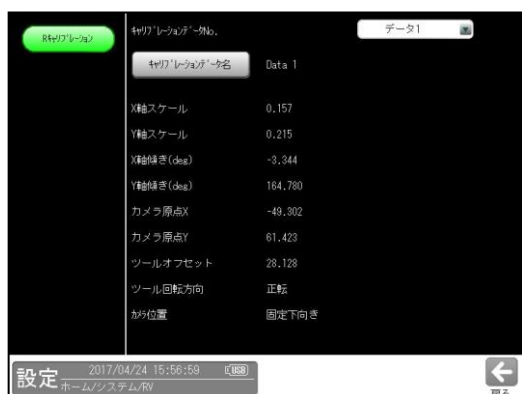 Rｷｬﾘﾌﾞﾚｰｼｮﾝ
ｷｬﾘﾌﾞﾚｰｼｮﾝﾃﾞｰﾀNo. データ1
ｷｬﾘﾌﾞﾚｰｼｮﾝﾃﾞｰﾀ名 Data 1
X軸スケール 0.157
Y軸スケール 0.215
X軸傾き(deg) -3.344
Y軸傾き(deg) 164.780
カメラ原点X -49.302
カメラ原点Y 61.423
ツールオフセット 28.128
ツール回転方向 正転
ｶﾒﾗ位置 固定下向き
設定 2017/04/24 15:56:59 USB
ホーム/システム/RV
戻る